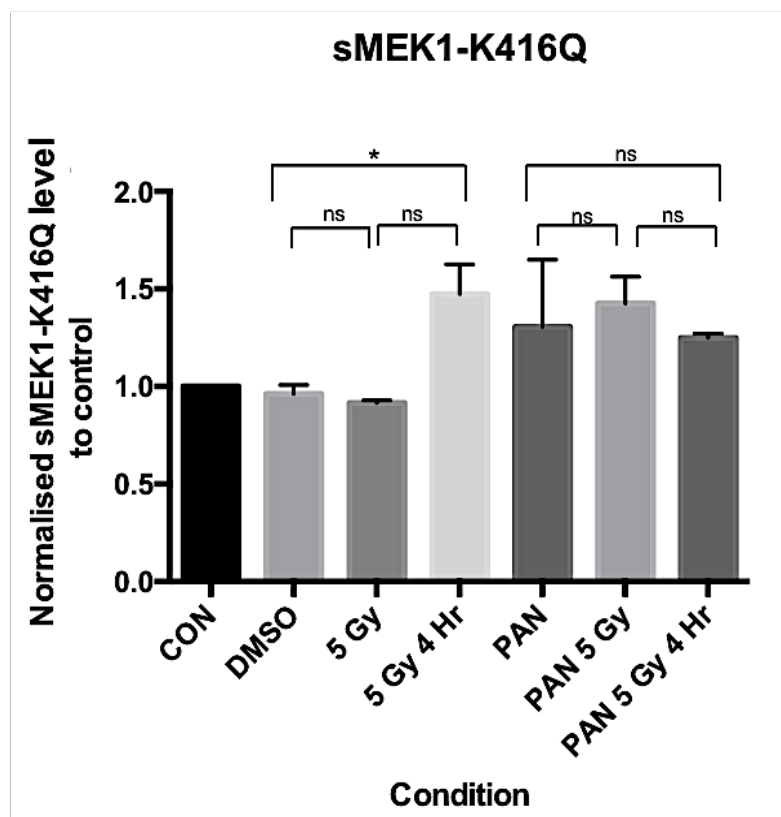 sMEK1-K416Q
Normalised sMEK1-K416Q level
to control
2.0
1.5
1.0
0.5
0.0
*
ns
ns
ns
ns
ns
CON
DMSO
5 Gy
5 Gy 4 Hr
PAN
PAN 5 Gy
PAN 5 Gy 4 Hr
Condition